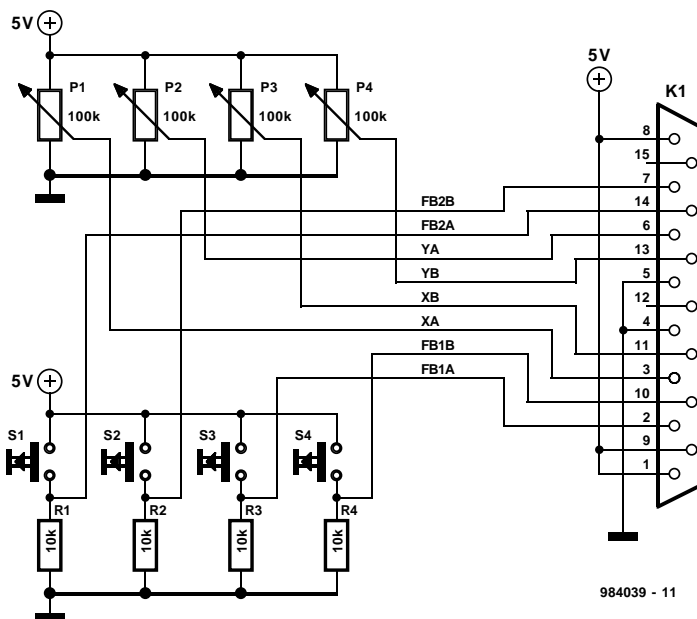 5V
P1
P2
P3
P4
100k
100k
100k
100k
5V
K1
8
15
7
14
6
13
5
12
4
11
3
10
2
9
1
FB2B
FB2A
YA
YB
XB
XA
FB1B
FB1A
5V
S1
S2
S3
S4
R1
R2
R3
R4
10k
10k
10k
10k
984039 - 11